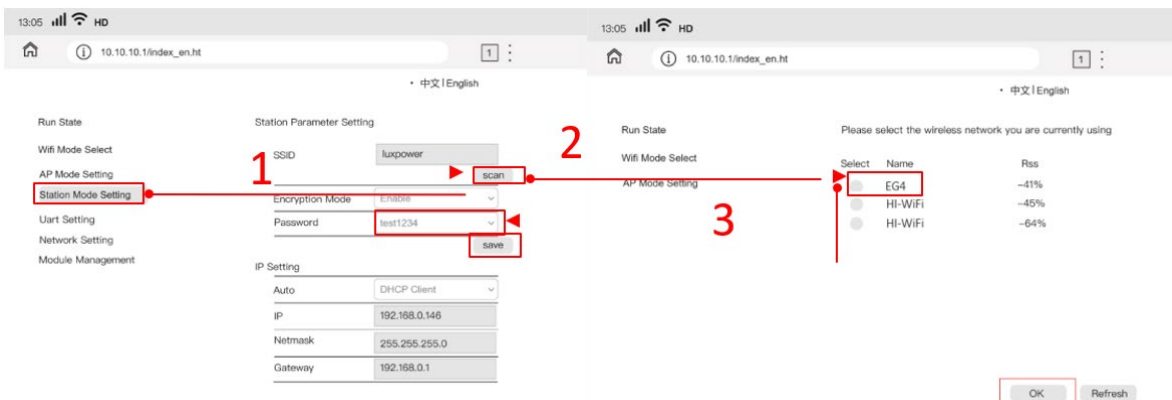 13:05 HD
10.10.10.1/index_en.ht 1
• 中文 | English
Run State
Wifi Mode Select
AP Mode Setting
Station Mode Setting
Uart Setting
Network Setting
Module Management
Station Parameter Setting
SSID luxpower
scan
Encryption Mode Enable
Password test1234
save
IP Setting
Auto DHCP Client
IP 192.168.0.146
Netmask 255.255.255.0
Gateway 192.168.0.1
1
2
3
13:05 HD
10.10.10.1/index_en.ht 1
• 中文 | English
Run State
Wifi Mode Select
AP Mode Setting
Please select the wireless network you are currently using
Select Name Rss
EG4 -41%
HI-WiFi -45%
HI-WiFi -64%
OK Refresh